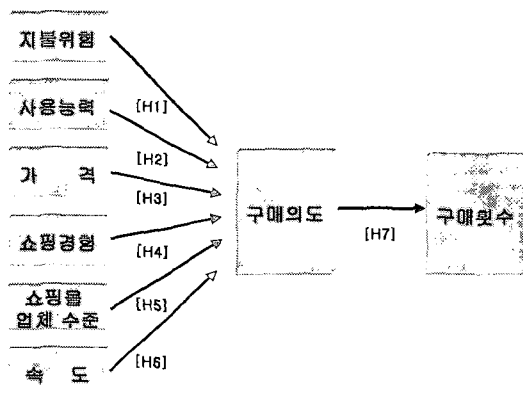 지불위험
사용능력
[H1]
[H2]
가 격
[H3]
구매의도
구매횟수
쇼핑경험
[H4]
[H7]
쇼핑몰
업체 수준
[H5]
속 도
[H6]